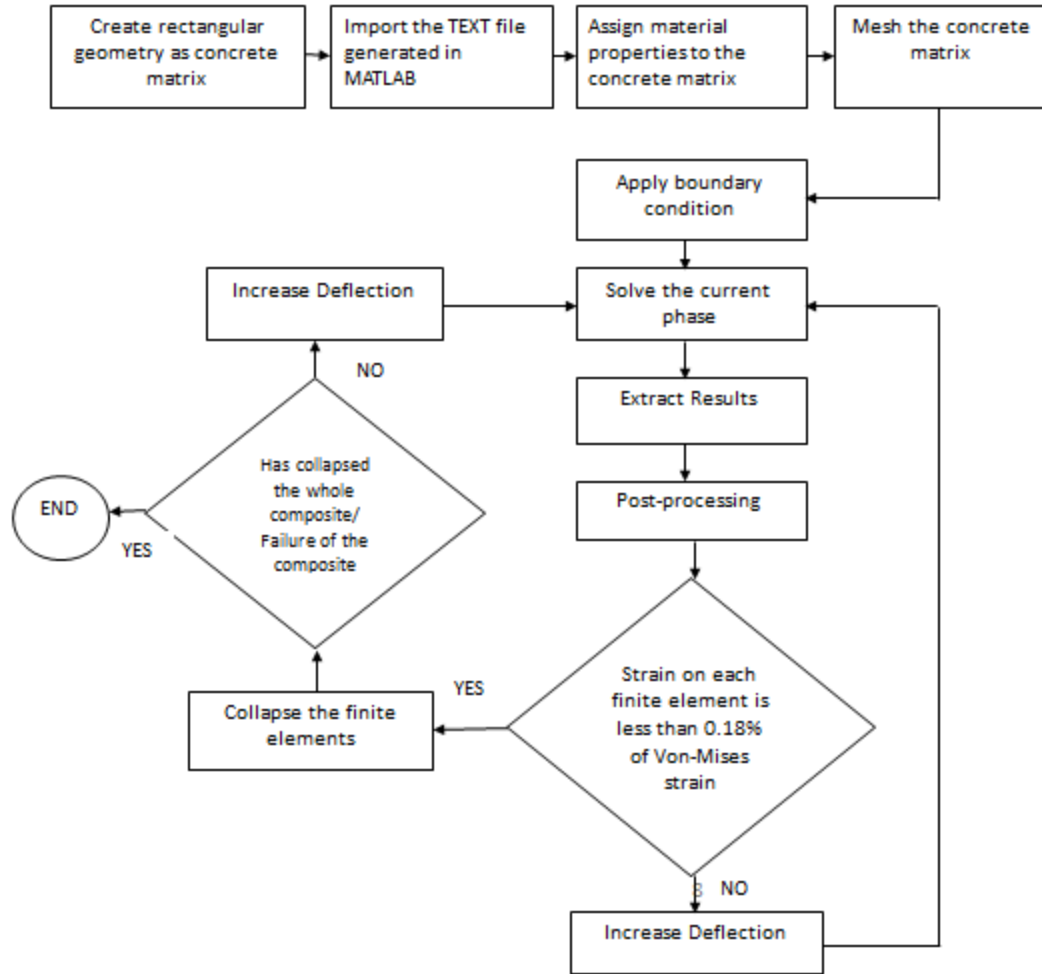 Create rectangular
geometry as concrete
matrix
Import the TEXT file
generated in
MATLAB
Assign material
properties to the
concrete matrix
Mesh the concrete
matrix
Apply boundary
condition
Increase Deflection
Solve the current
phase
NO
Extract Results
Has collapsed
the whole
composite/
Failure of the
composite
END
YES
Post-processing
Strain on each
finite element is
less than 0.18%
of Von-Mises
strain
YES
Collapse the finite
elements
NO
Increase Deflection